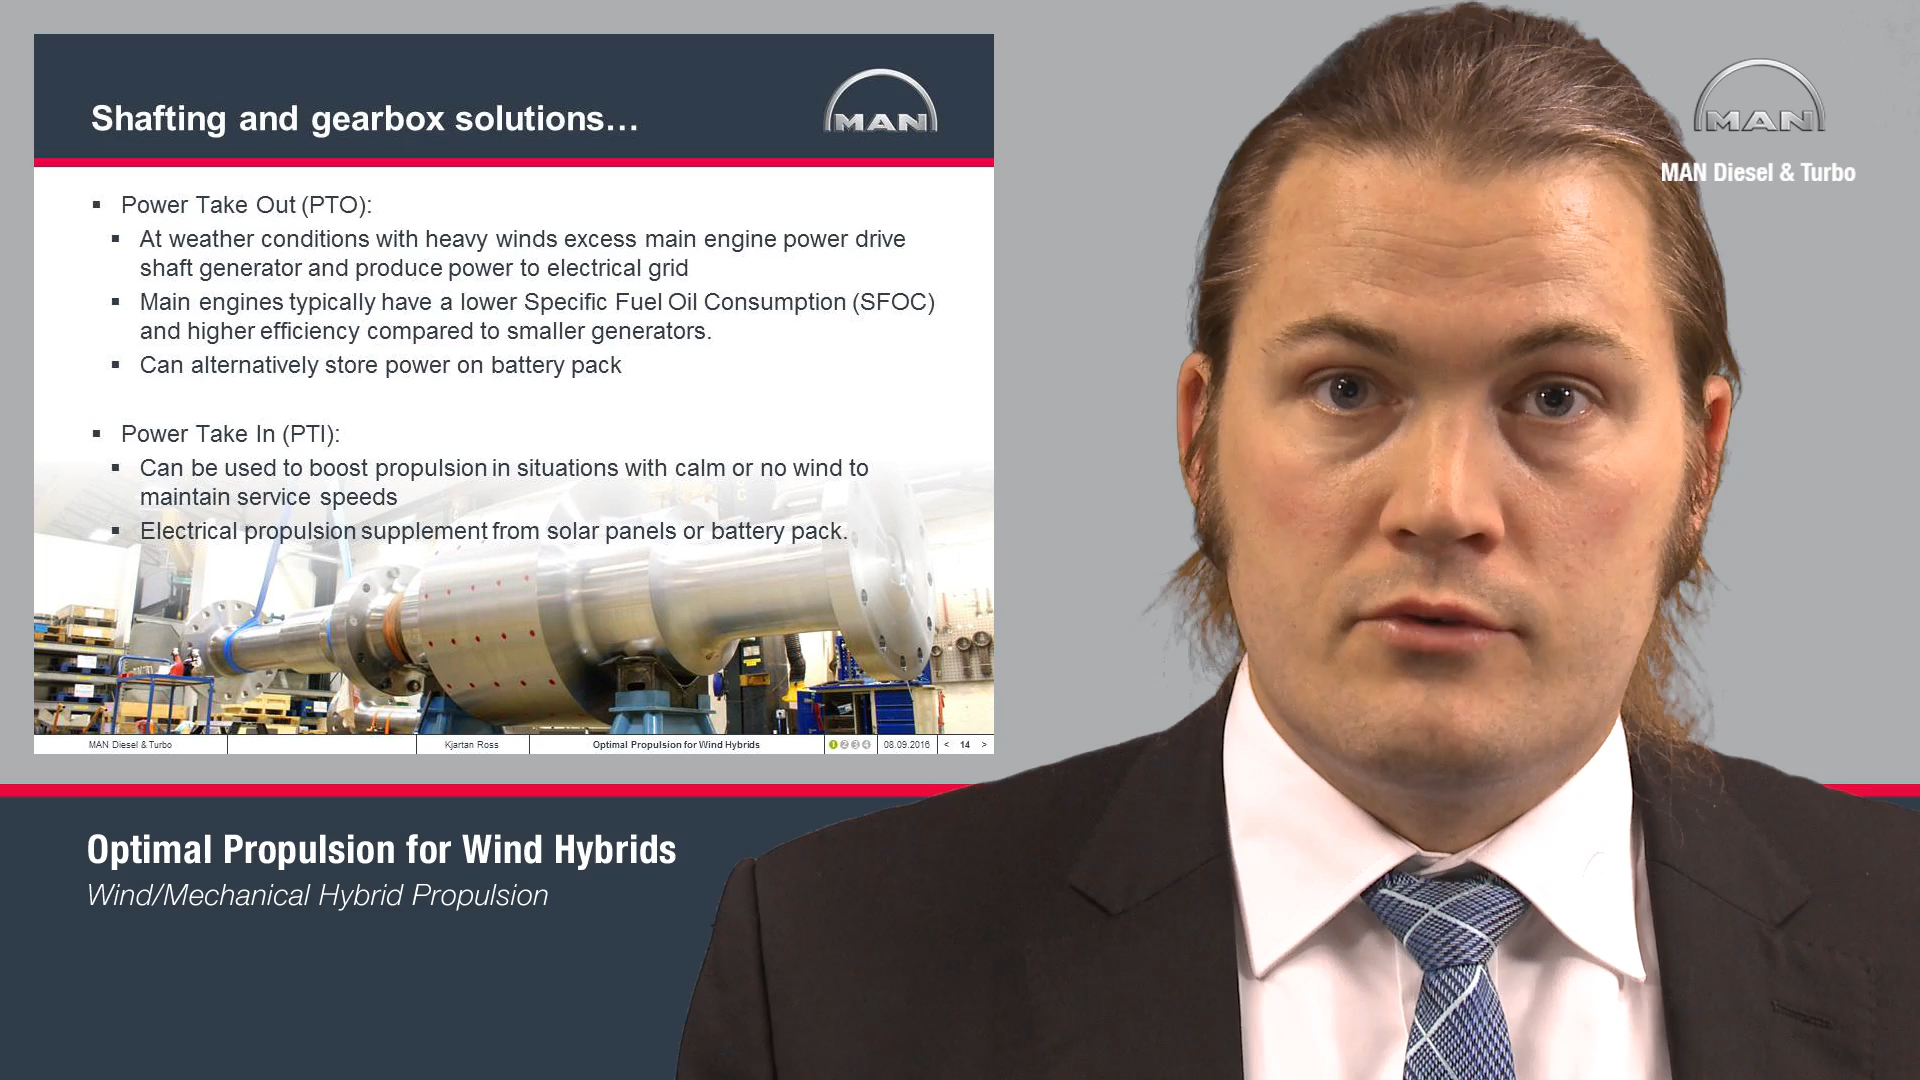 Shafting and gearbox solutions…
MAN
▪ Power Take Out (PTO):
▪ At weather conditions with heavy winds excess main engine power drive
shaft generator and produce power to electrical grid
▪ Main engines typically have a lower Specific Fuel Oil Consumption (SFOC)
and higher efficiency compared to smaller generators.
▪ Can alternatively store power on battery pack
▪ Power Take In (PTI):
▪ Can be used to boost propulsion in situations with calm or no wind to
maintain service speeds
▪ Electrical propulsion supplement from solar panels or battery pack.
MAN Diesel & Turbo
Kjartan Ross
Optimal Propulsion for Wind Hybrids
1 2 3 4
08.09.2016
< 14 >
MAN
MAN Diesel & Turbo
Optimal Propulsion for Wind Hybrids
Wind/Mechanical Hybrid Propulsion